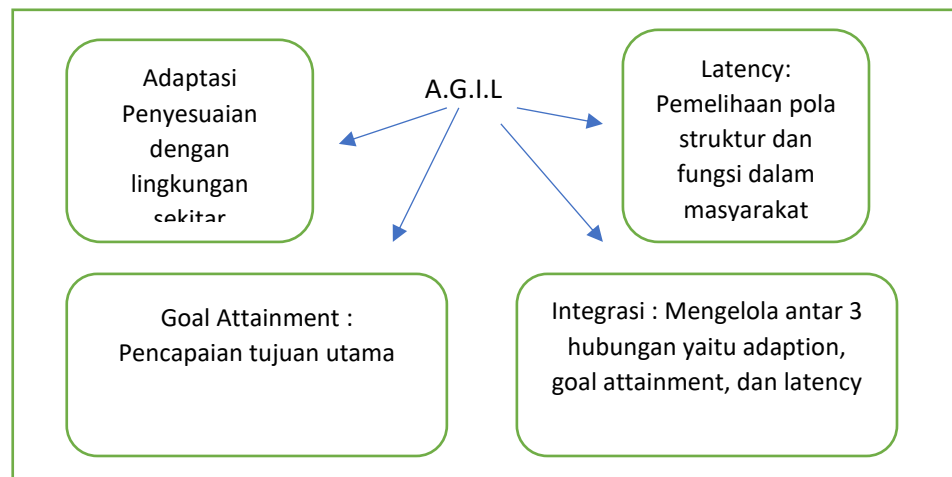 A.G.I.L
Adaptasi
Penyesuaian
dengan
lingkungan
sekitar
Latency:
Pemelihaan pola
struktur dan
fungsi dalam
masyarakat
Goal Attainment :
Pencapaian tujuan utama
Integrasi : Mengelola antar 3
hubungan yaitu adaption,
goal attainment, dan latency